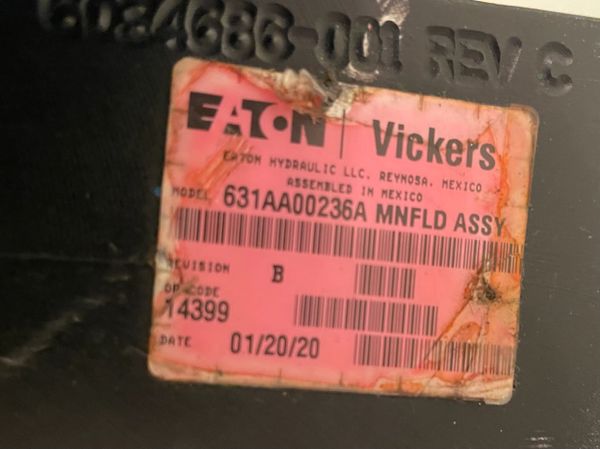 6034686-001 REV C
EATON | Vickers
EATON HYDRAULIC LLC. REYNOSA. MEXICO
ASSEMBLED IN MEXICO
MODEL 631AA00236A MNFLD ASSY
REVISION B
OP CODE
14399
DATE 01/20/20